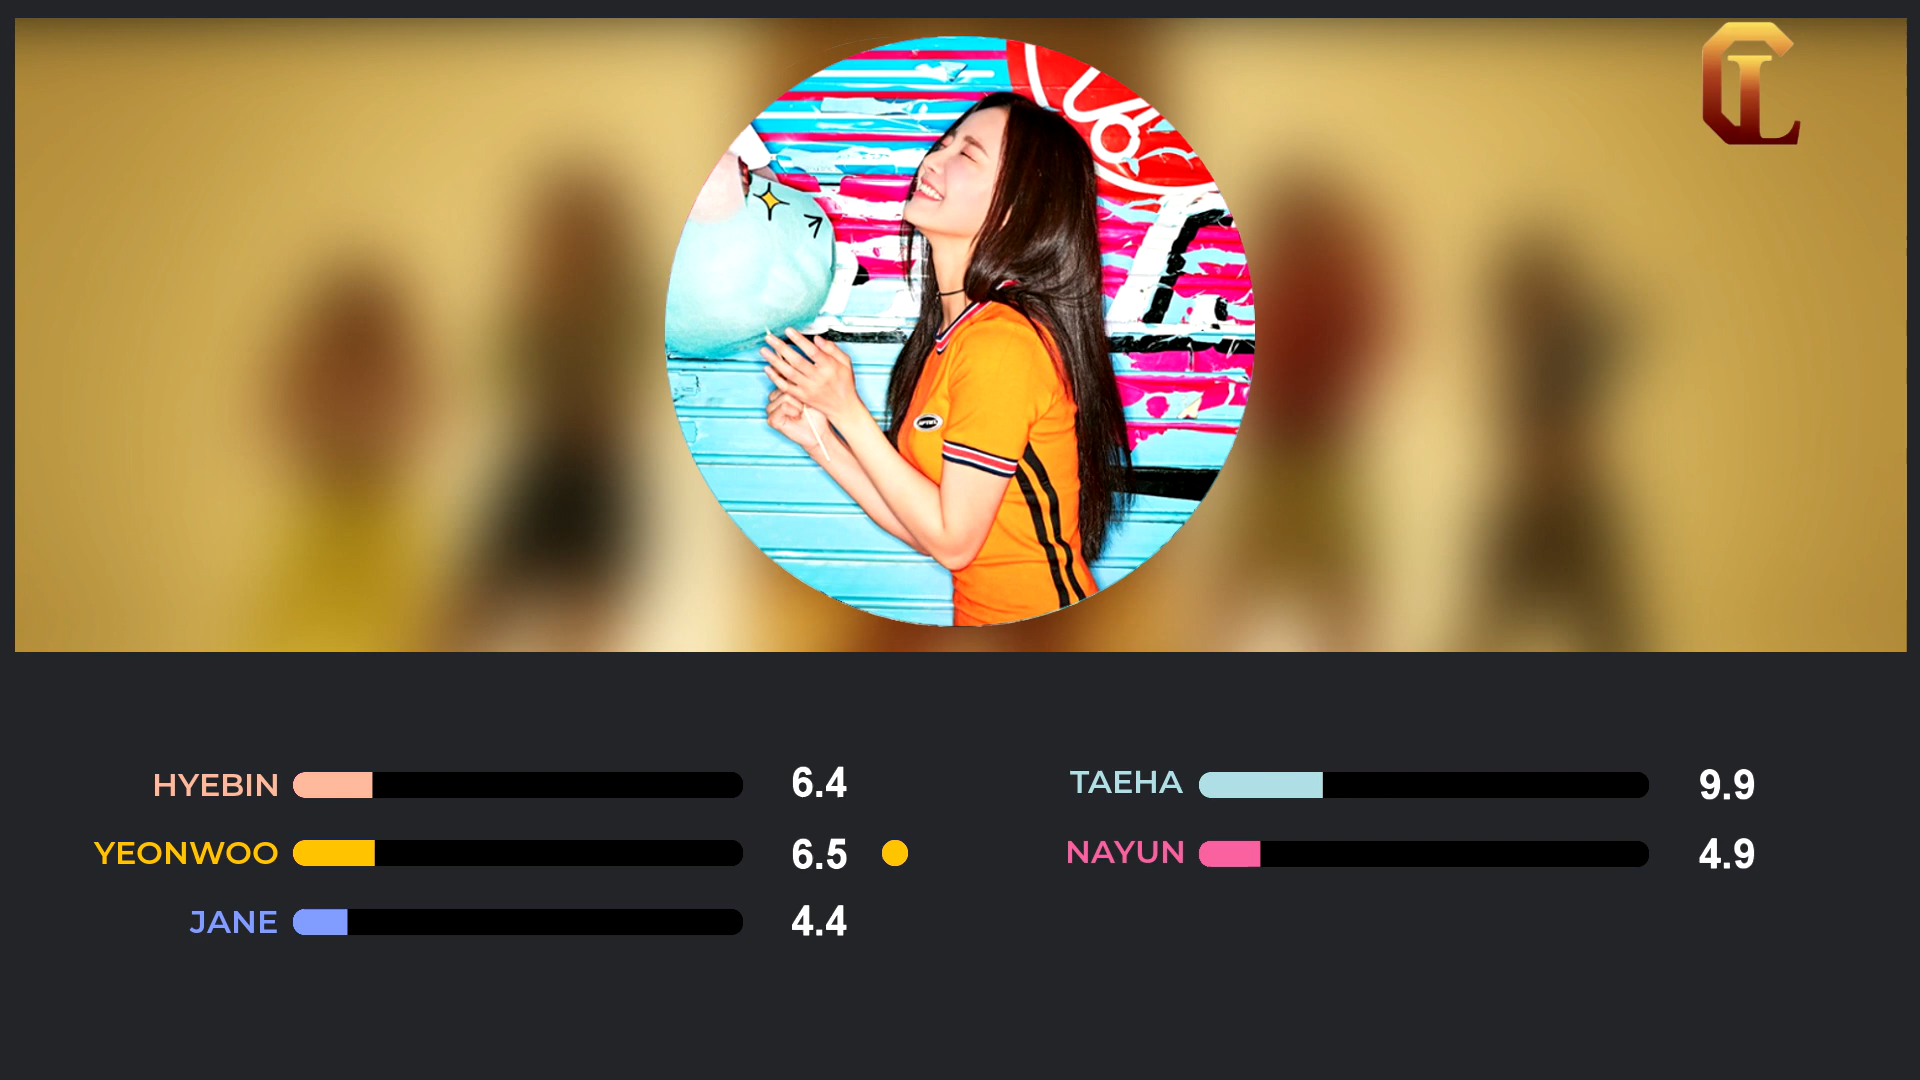 HYEBIN 6.4
YEONWOO 6.5
JANE 4.4
TAEHA 9.9
NAYUN 4.9